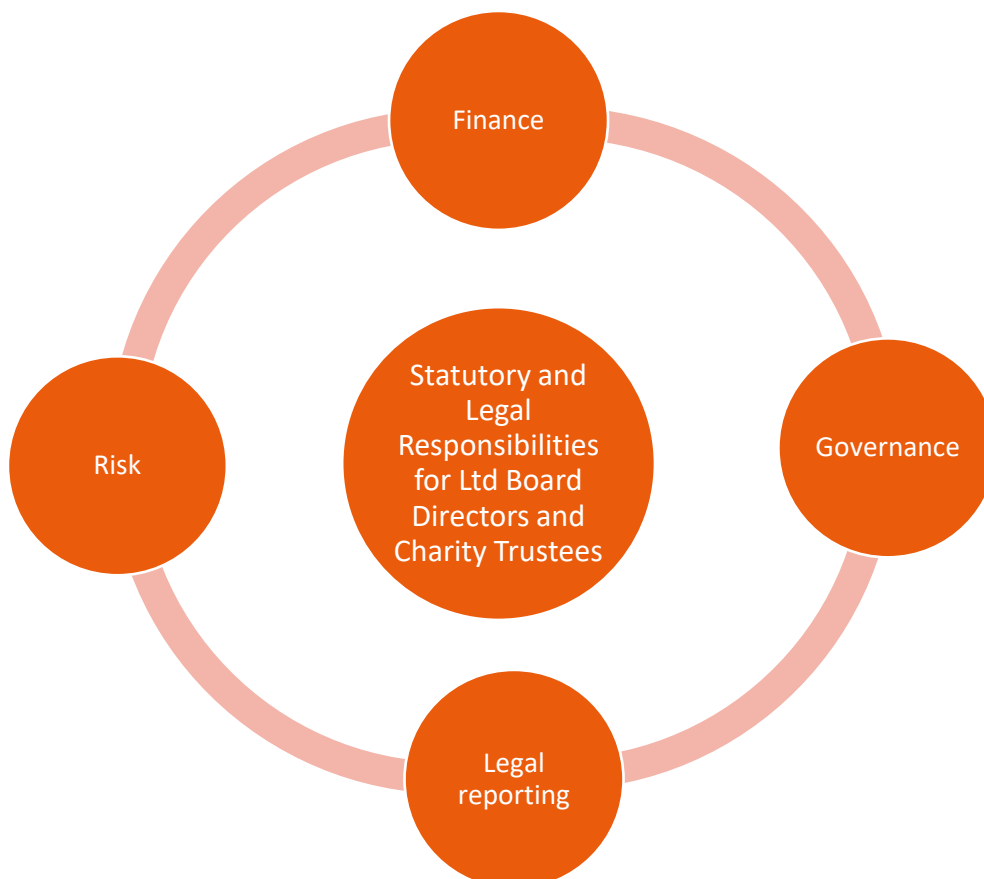 Finance
Statutory and
Legal
Responsibilities
for Ltd Board
Directors and
Charity Trustees
Governance
Risk
Legal
reporting